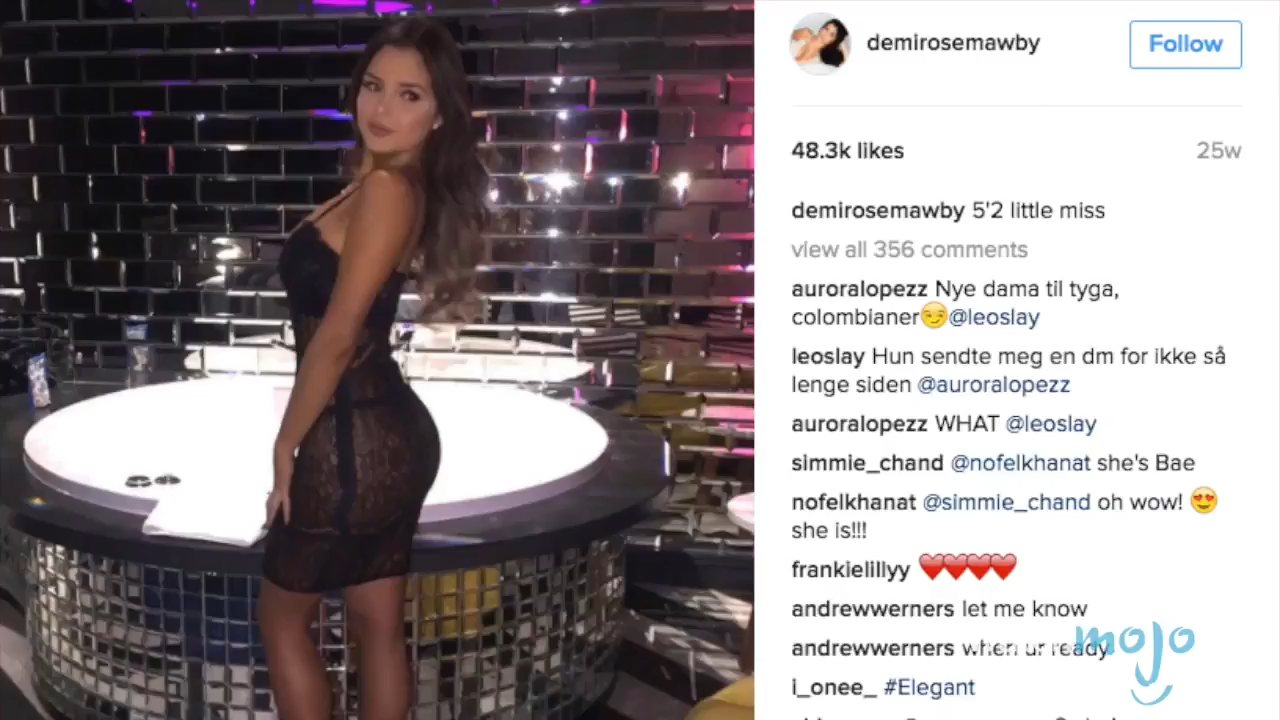 demirosemawby
Follow
48.3k likes
25w
demirosemawby 5'2 little miss
view all 356 comments
auroralopezz Nye dama til tyga,
colombianer😏@leoslay
leoslay Hun sendte meg en dm for ikke så
lenge siden @auroralopezz
auroralopezz WHAT @leoslay
simmie_chand @nofelkhanat she's Bae
nofelkhanat @simmie_chand oh wow! 😍
she is!!!
frankielillyy ❤️❤️❤️❤️
andrewwerners let me know
andrewwerners when ur ready
mojo
i_onee_ #Elegant